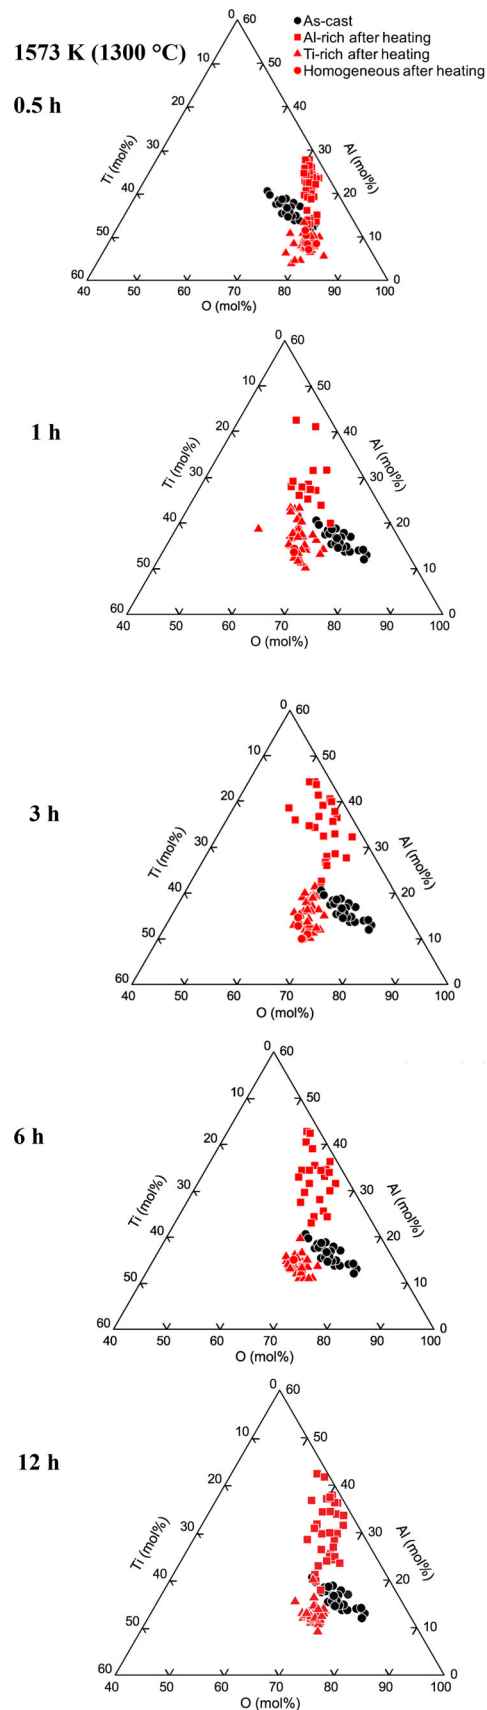 1573 K (1300 °C)
As-cast
Al-rich after heating
Ti-rich after heating
Homogeneous after heating
0.5 h
0 60
10 50
20 40
30 30
40 20
50 10
60 0
Ti (mol%)
Al (mol%)
40 50 60 70 80 90 100
O (mol%)
1 h
0 60
10 50
20 40
30 30
40 20
50 10
60 0
Ti (mol%)
Al (mol%)
40 50 60 70 80 90 100
O (mol%)
3 h
0 60
10 50
20 40
30 30
40 20
50 10
60 0
Ti (mol%)
Al (mol%)
40 50 60 70 80 90 100
O (mol%)
6 h
0 60
10 50
20 40
30 30
40 20
50 10
60 0
Ti (mol%)
Al (mol%)
40 50 60 70 80 90 100
O (mol%)
12 h
0 60
10 50
20 40
30 30
40 20
50 10
60 0
Ti (mol%)
Al (mol%)
40 50 60 70 80 90 100
O (mol%)